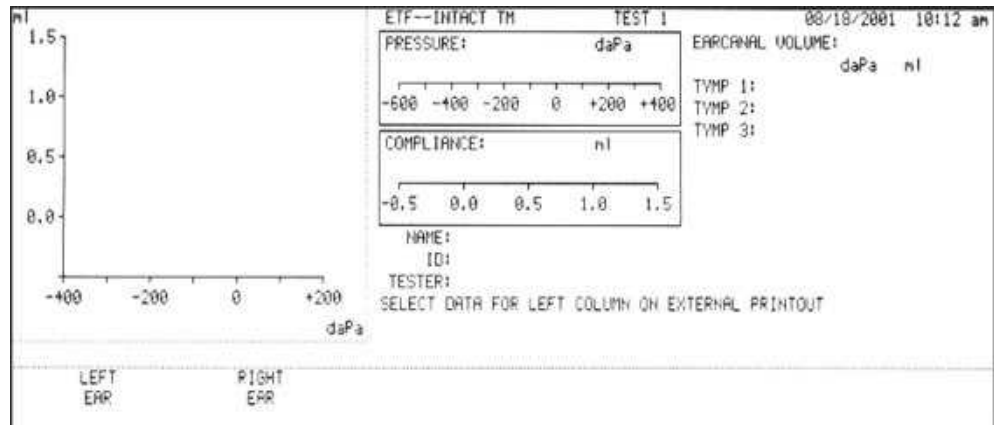 ml
1.5
1.0
0.5
0.0
-400 -200 0 +200
daPa
ETF--INTACT TM TEST 1 08/18/2001 10:12 am
PRESSURE: daPa
-600 -400 -200 0 +200 +400
COMPLIANCE: ml
-0.5 0.0 0.5 1.0 1.5
EARCANAL VOLUME:
daPa ml
TYMP 1:
TYMP 2:
TYMP 3:
NAME:
ID:
TESTER:
SELECT DATA FOR LEFT COLUMN ON EXTERNAL PRINTOUT
LEFT EAR
RIGHT EAR